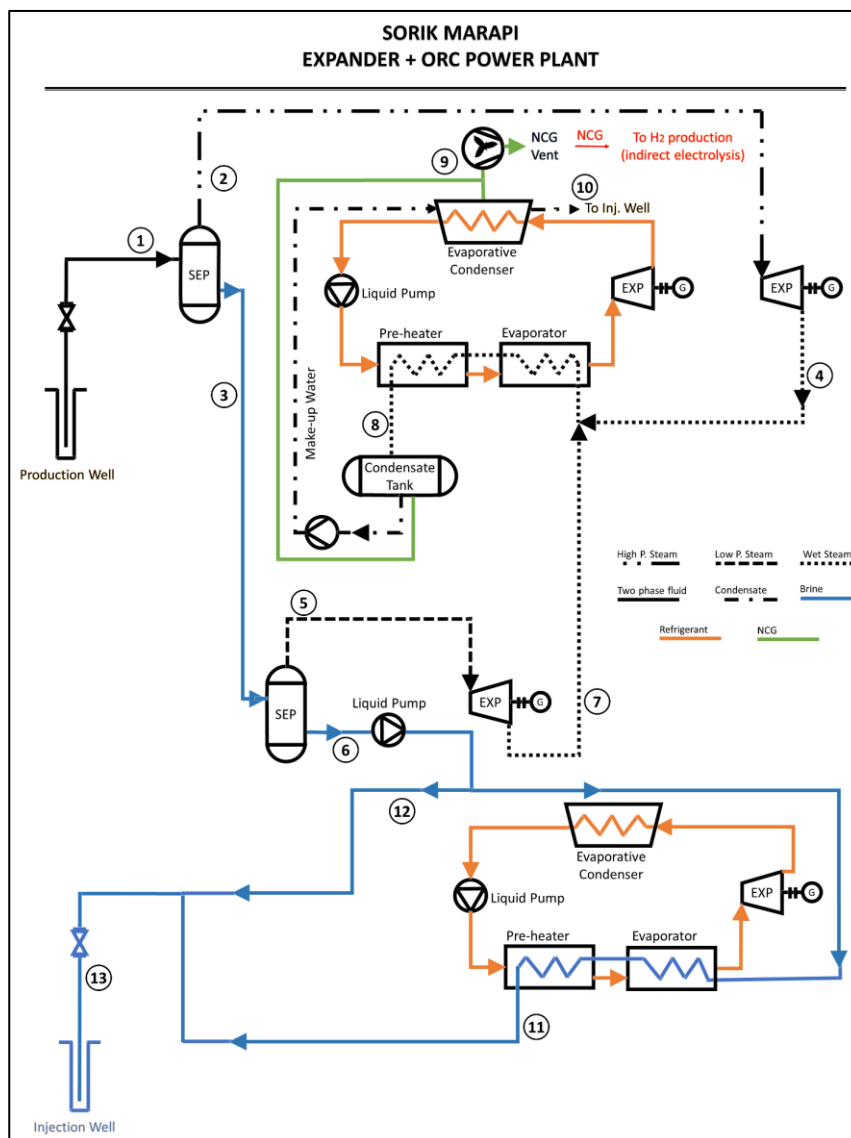 SORIK MARAPI
EXPANDER + ORC POWER PLANT
NCG
Vent
NCG
To H2 production
(indirect electrolysis)
9
2
10
To Inj. Well
1
SEP
Evaporative
Condenser
Liquid Pump
EXP
G
EXP
G
Pre-heater
Evaporator
4
3
8
Make-up Water
Condensate
Tank
Production Well
High P. Steam
Low P. Steam
Wet Steam
Two phase fluid
Condensate
Brine
Refrigerant
NCG
5
SEP
Liquid Pump
EXP
G
7
6
12
Evaporative
Condenser
Liquid Pump
EXP
G
Pre-heater
Evaporator
13
11
Injection Well